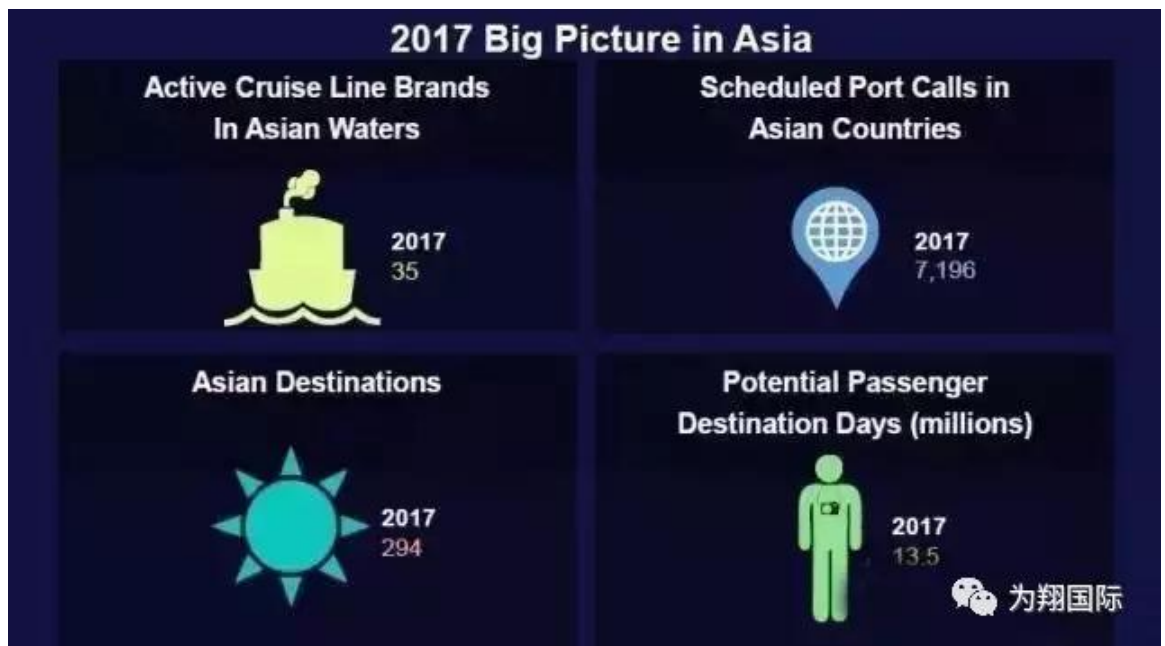 2017 Big Picture in Asia
Active Cruise Line Brands
In Asian Waters
2017
35
Scheduled Port Calls in
Asian Countries
2017
7,196
Asian Destinations
2017
294
Potential Passenger
Destination Days (millions)
2017
13.5
为翔国际